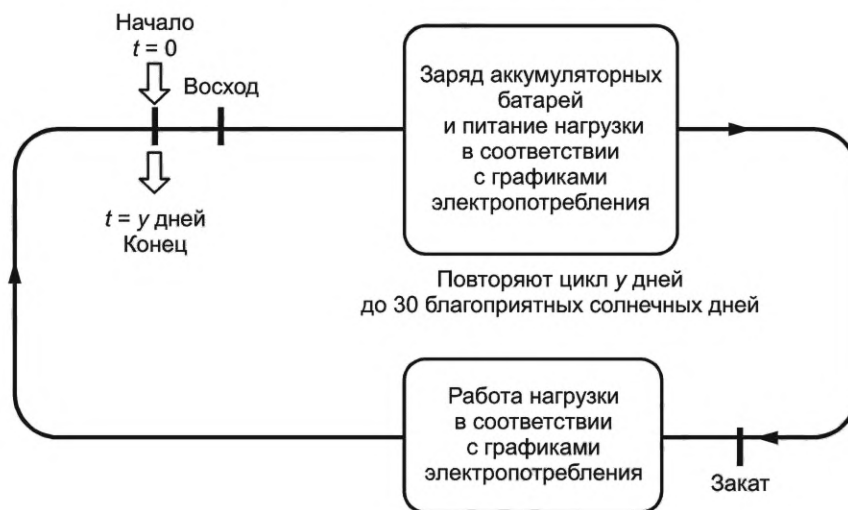 Начало
t = 0
Восход
t = y дней
Конец
Заряд аккумуляторных
батарей
и питание нагрузки
в соответствии
с графиками
электропотребления
Повторяют цикл y дней
до 30 благоприятных солнечных дней
Работа нагрузки
в соответствии
с графиками
электропотребления
Закат